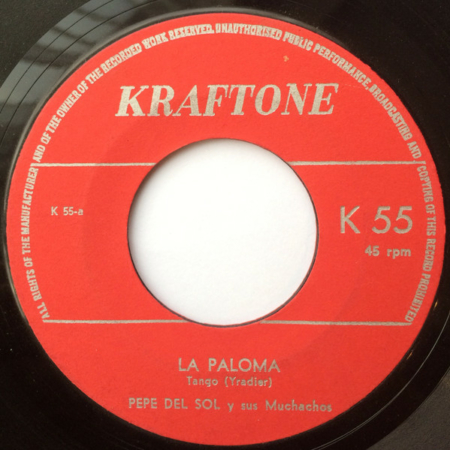 ALL RIGHTS OF THE MANUFACTURER AND OF THE OWNER OF THE RECORDED WORK RESERVED, UNAUTHORISED PUBLIC PERFORMANCE, BROADCASTING AND COPYING OF THIS RECORD PROHIBITED
KRAFTONE
K 55-a
K 55
45 rpm
LA PALOMA
Tango (Yradier)
PEPE DEL SOL y sus Muchachos